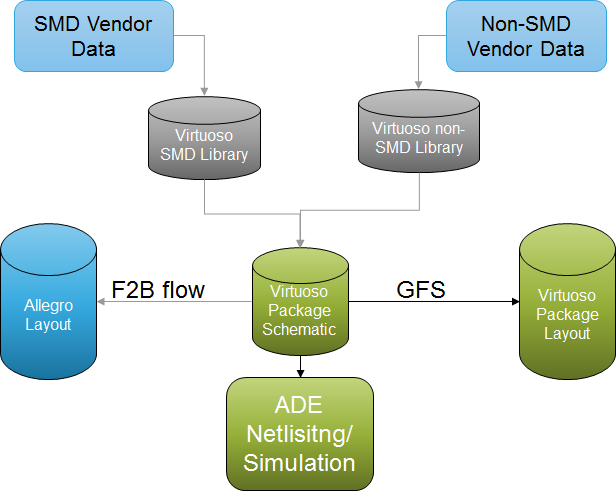 SMD Vendor
Data
Non-SMD
Vendor Data
Virtuoso
SMD Library
Virtuoso non-
SMD Library
Allegro
Layout
F2B flow
Virtuoso
Package
Schematic
GFS
Virtuoso
Package
Layout
ADE
Netlisitng/
Simulation